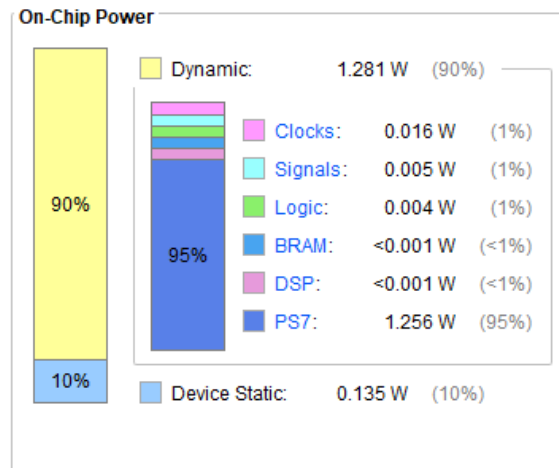 On-Chip Power
Dynamic: 1.281 W (90%)
Clocks: 0.016 W (1%)
Signals: 0.005 W (1%)
Logic: 0.004 W (1%)
90%
BRAM: <0.001 W (<1%)
95%
DSP: <0.001 W (<1%)
PS7: 1.256 W (95%)
10%
Device Static: 0.135 W (10%)